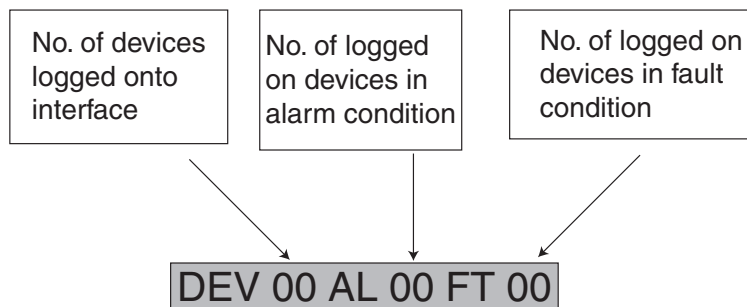 No. of devices
logged onto
interface
No. of logged
on devices in
alarm condition
No. of logged on
devices in fault
condition
DEV 00 AL 00 FT 00